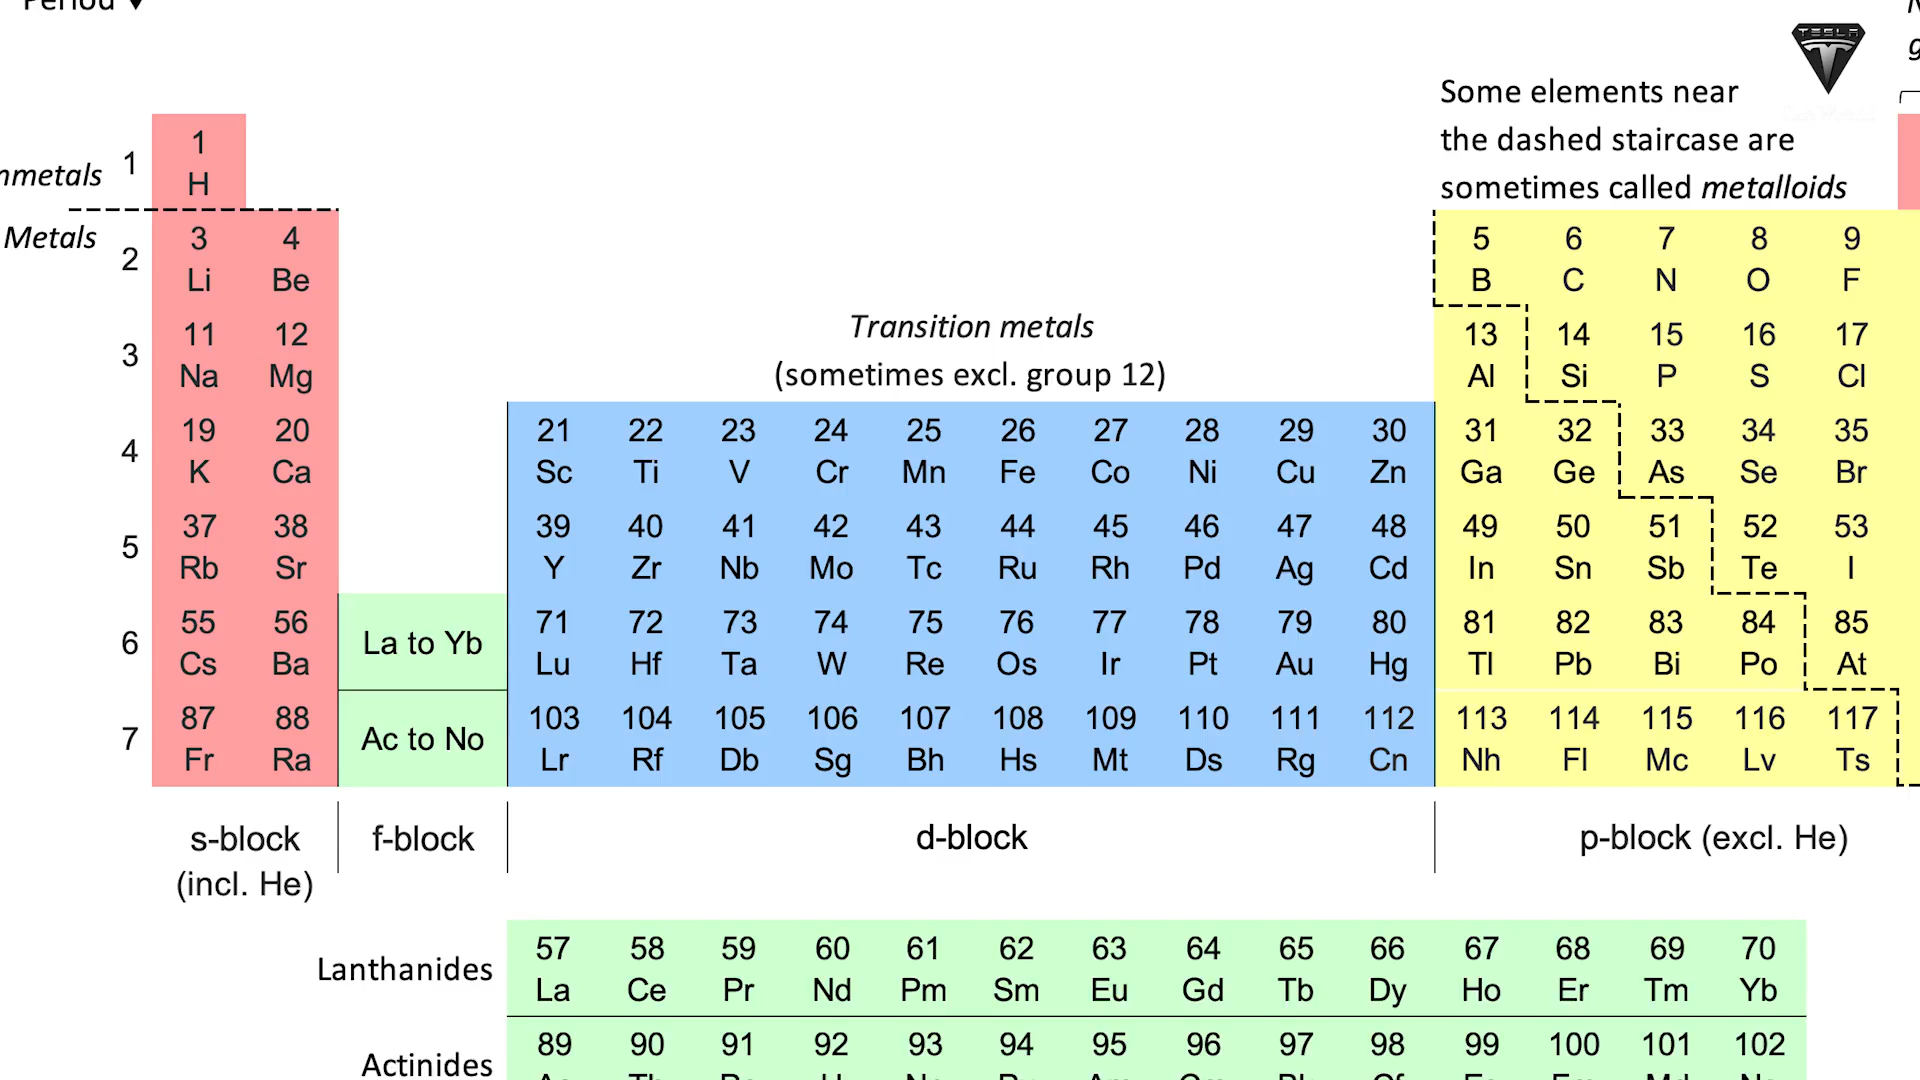 Period ▼
TESLA
Some elements near
the dashed staircase are
sometimes called metalloids
nmetals
Metals
1 H
1
2
3
4
5
6
7
3 4 5 6 7 8 9
Li Be B C N O F
Transition metals
(sometimes excl. group 12)
11 12 13 14 15 16 17
Na Mg Al Si P S Cl
19 20 21 22 23 24 25 26 27 28 29 30 31 32 33 34 35
K Ca Sc Ti V Cr Mn Fe Co Ni Cu Zn Ga Ge As Se Br
37 38 39 40 41 42 43 44 45 46 47 48 49 50 51 52 53
Rb Sr Y Zr Nb Mo Tc Ru Rh Pd Ag Cd In Sn Sb Te I
55 56 La to Yb 71 72 73 74 75 76 77 78 79 80 81 82 83 84 85
Cs Ba Lu Hf Ta W Re Os Ir Pt Au Hg Tl Pb Bi Po At
87 88 Ac to No 103 104 105 106 107 108 109 110 111 112 113 114 115 116 117
Fr Ra Lr Rf Db Sg Bh Hs Mt Ds Rg Cn Nh Fl Mc Lv Ts
s-block f-block d-block p-block (excl. He)
(incl. He)
Lanthanides
57 58 59 60 61 62 63 64 65 66 67 68 69 70
La Ce Pr Nd Pm Sm Eu Gd Tb Dy Ho Er Tm Yb
Actinides
89 90 91 92 93 94 95 96 97 98 99 100 101 102